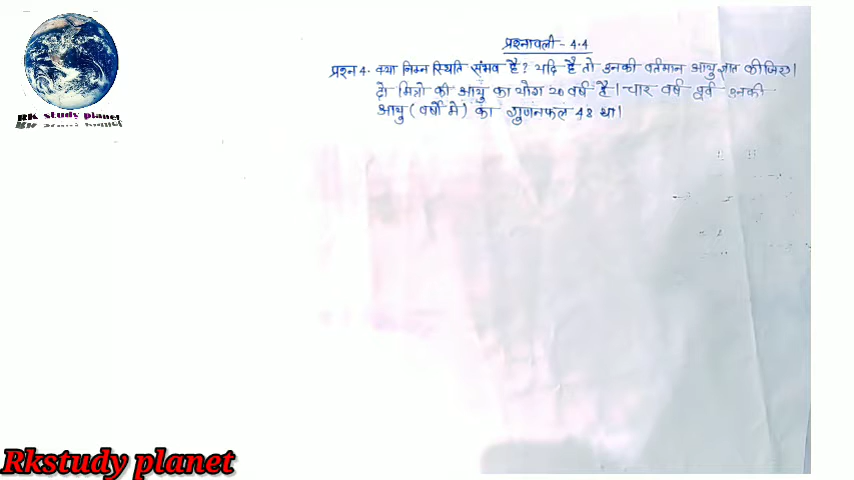 प्रश्नावली - 4.4
प्रश्न 4. क्या निम्न स्थिति संभव है? यदि है तो उनकी वर्तमान आयु ज्ञात कीजिए।
दो मित्रो की आयु का योग 20 वर्ष है। चार वर्ष पूर्व उनकी
आयु (वर्षो मे) का गुणनफल 48 था।
RK study planet
Rkstudy planet